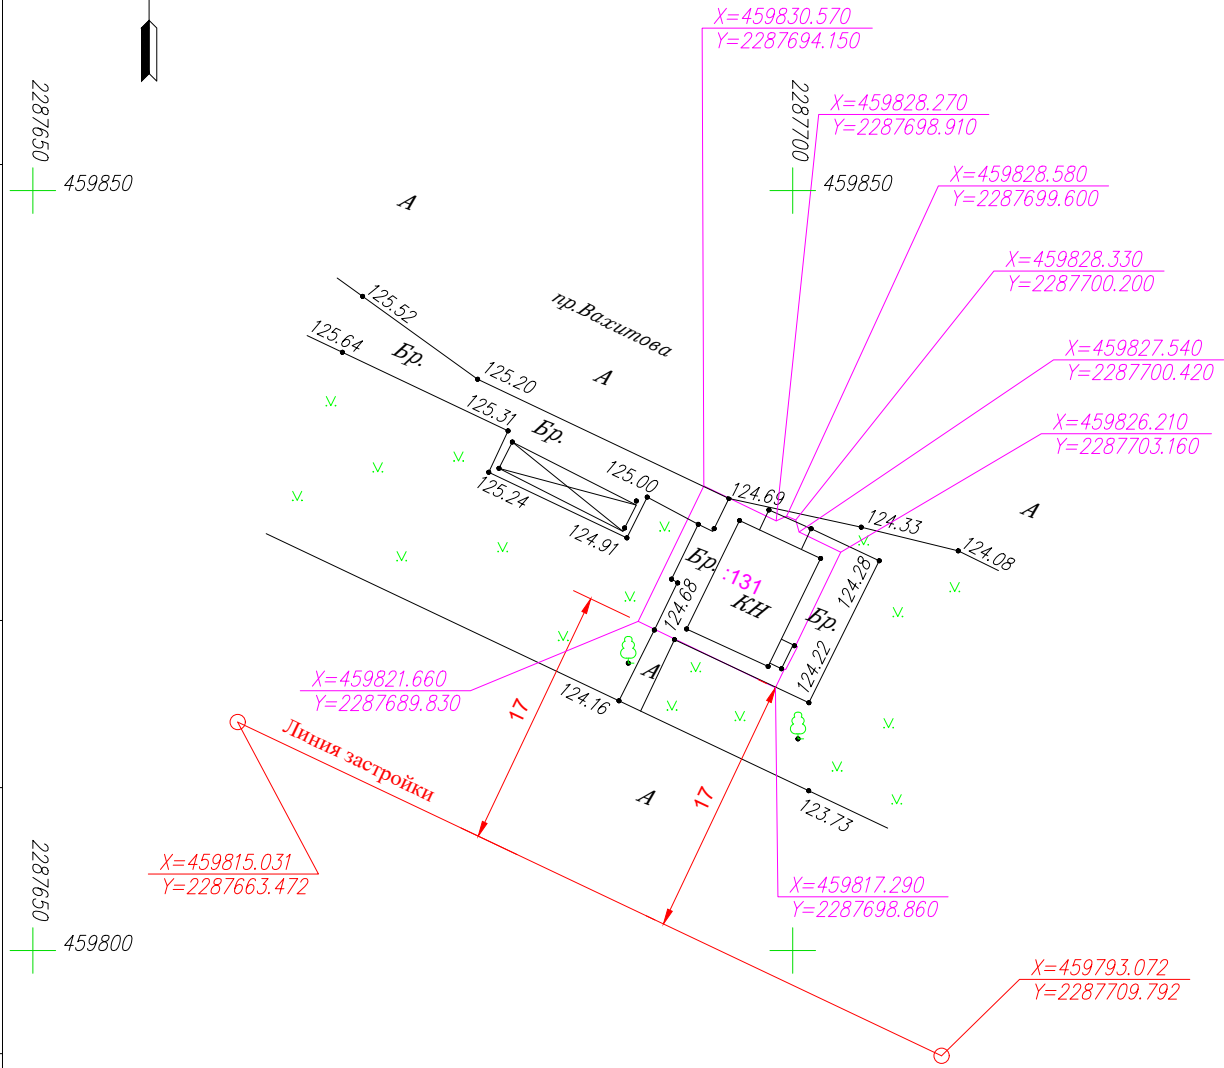 X=459830.570
Y=2287694.150
2287650
2287700
X=459828.270
Y=2287698.910
459850
459850
X=459828.580
Y=2287699.600
А
X=459828.330
Y=2287700.200
125.52
пр.Вахитова
125.64
Бр.
X=459827.540
Y=2287700.420
А
125.20
125.31
Бр.
X=459826.210
Y=2287703.160
125.00
125.24
124.69
А
124.33
124.91
124.08
Бр.
:131
124.28
КН
124.68
Бр.
А
124.22
X=459821.660
Y=2287689.830
124.16
17
Линия застройки
17
А
123.73
X=459815.031
Y=2287663.472
2287650
X=459817.290
Y=2287698.860
459800
X=459793.072
Y=2287709.792